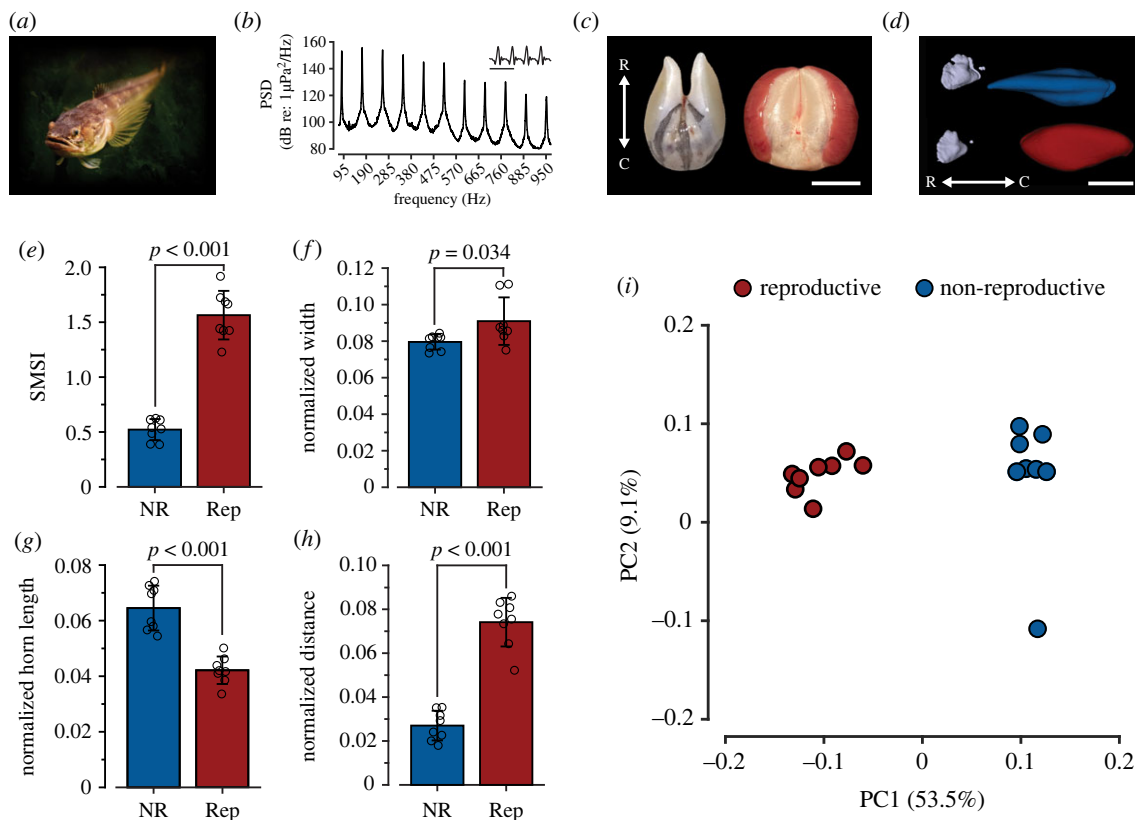 (a)
(b)
160
140
120
100
80
PSD
(dB re: 1μPa²/Hz)
95 190 285 380 475 570 665 760 885 950
frequency (Hz)
(c)
R
C
(d)
R C
(e)
p < 0.001
2.0
1.5
1.0
0.5
0
SMSI
NR Rep
(f)
p = 0.034
0.12
0.10
0.08
0.06
0.04
0.02
0
normalized width
NR Rep
(g)
p < 0.001
0.08
0.06
0.04
0.02
0
normalized horn length
NR Rep
(h)
p < 0.001
0.10
0.08
0.06
0.04
0.02
0
normalized distance
NR Rep
(i)
reproductive non-reproductive
0.2
0.1
0
−0.1
−0.2
PC2 (9.1%)
−0.2 −0.1 0 0.1 0.2
PC1 (53.5%)